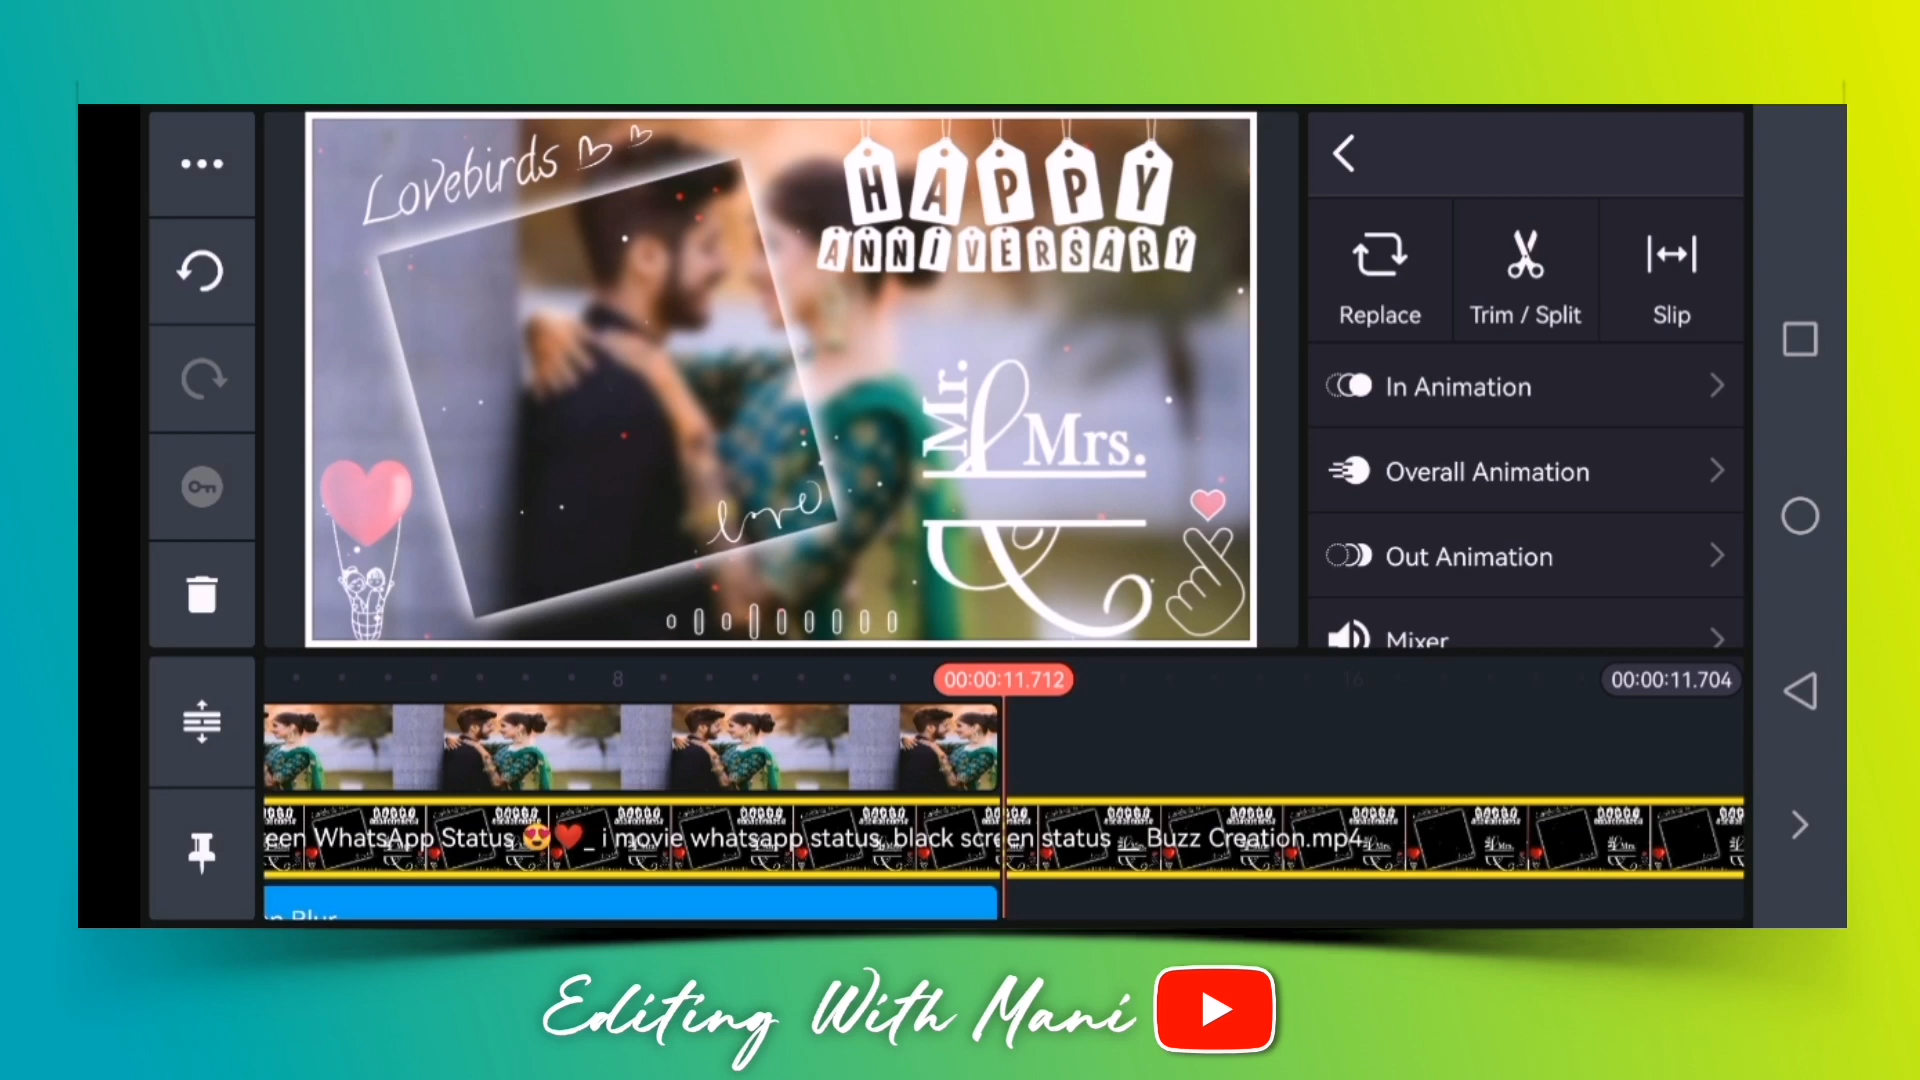 Lovebirds
HAPPY
ANNIVERSARY
Mr.
& Mrs.
love
Replace
Trim / Split
Slip
In Animation
Overall Animation
Out Animation
Mixer
8
00:00:11.712
16
00:00:11.704
een WhatsApp Status 😍❤️_ i movie whatsapp status, black screen status __ Buzz Creation.mp4
n Blur
Editing With Mani